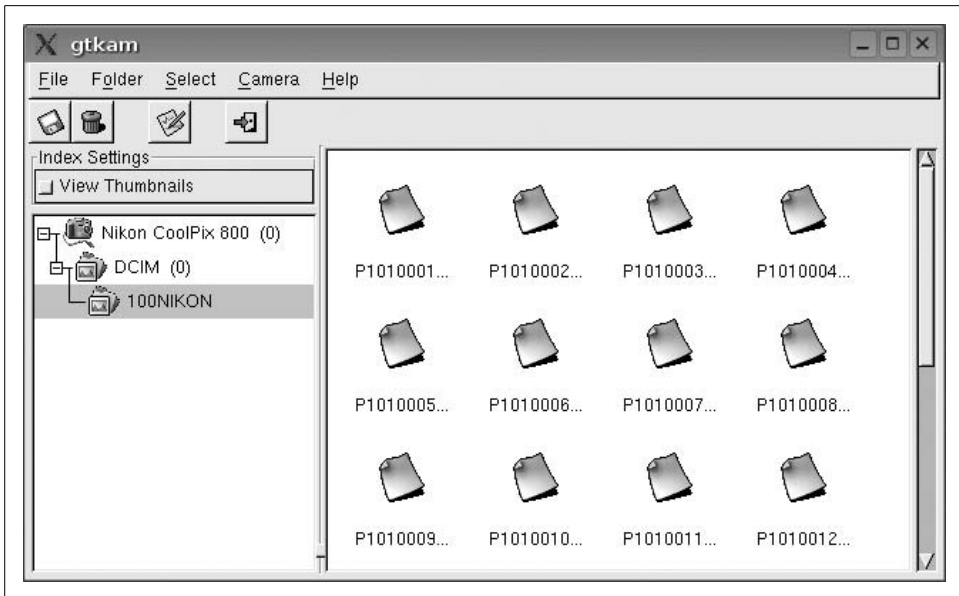 gtkam
File Folder Select Camera Help
Index Settings
View Thumbnails
Nikon CoolPix 800 (0)
DCIM (0)
100NIKON
P1010001... P1010002... P1010003... P1010004...
P1010005... P1010006... P1010007... P1010008...
P1010009... P1010010... P1010011... P1010012...